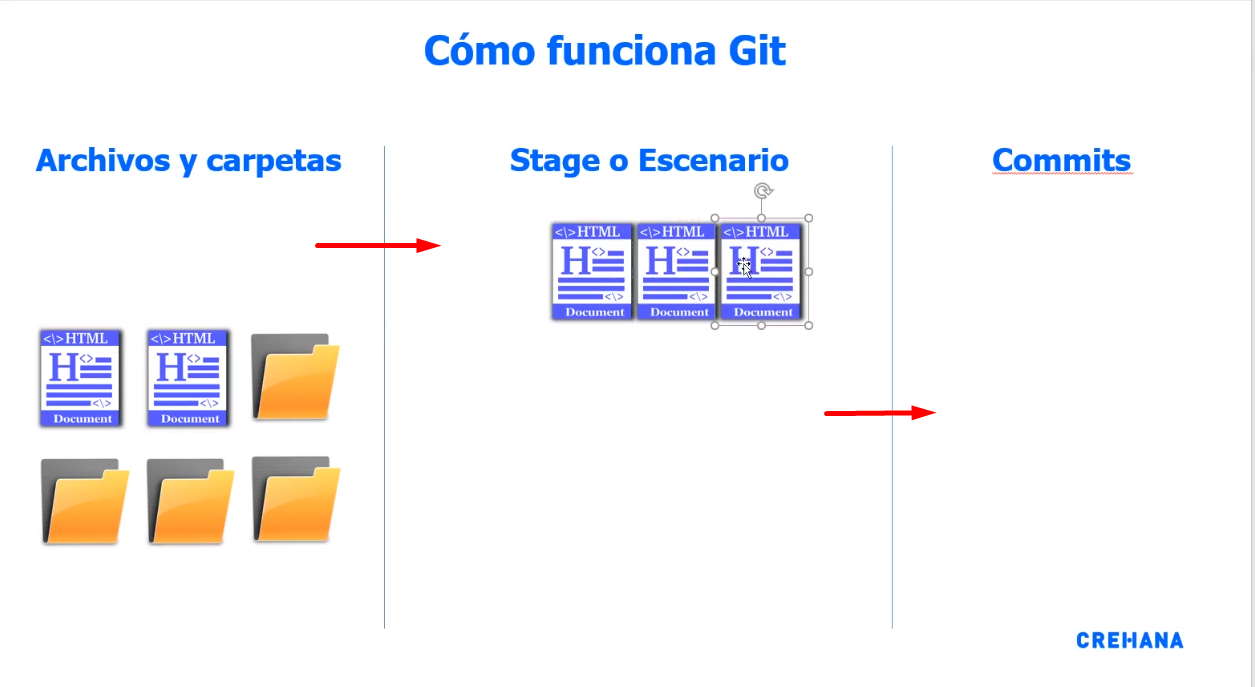 Cómo funciona Git
Archivos y carpetas
Stage o Escenario
Commits
<\>HTML
H <>
<\>
Document
<\>HTML
H <>
<\>
Document
<\>HTML
H <>
<\>
Document
<\>HTML
H <>
<\>
Document
<\>HTML
H <>
<\>
Document
CREHANA